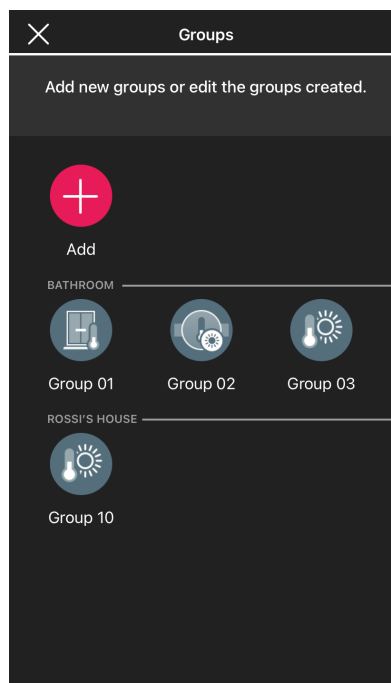 Groups
Add new groups or edit the groups created.
Add
BATHROOM
Group 01 Group 02 Group 03
ROSSI'S HOUSE
Group 10